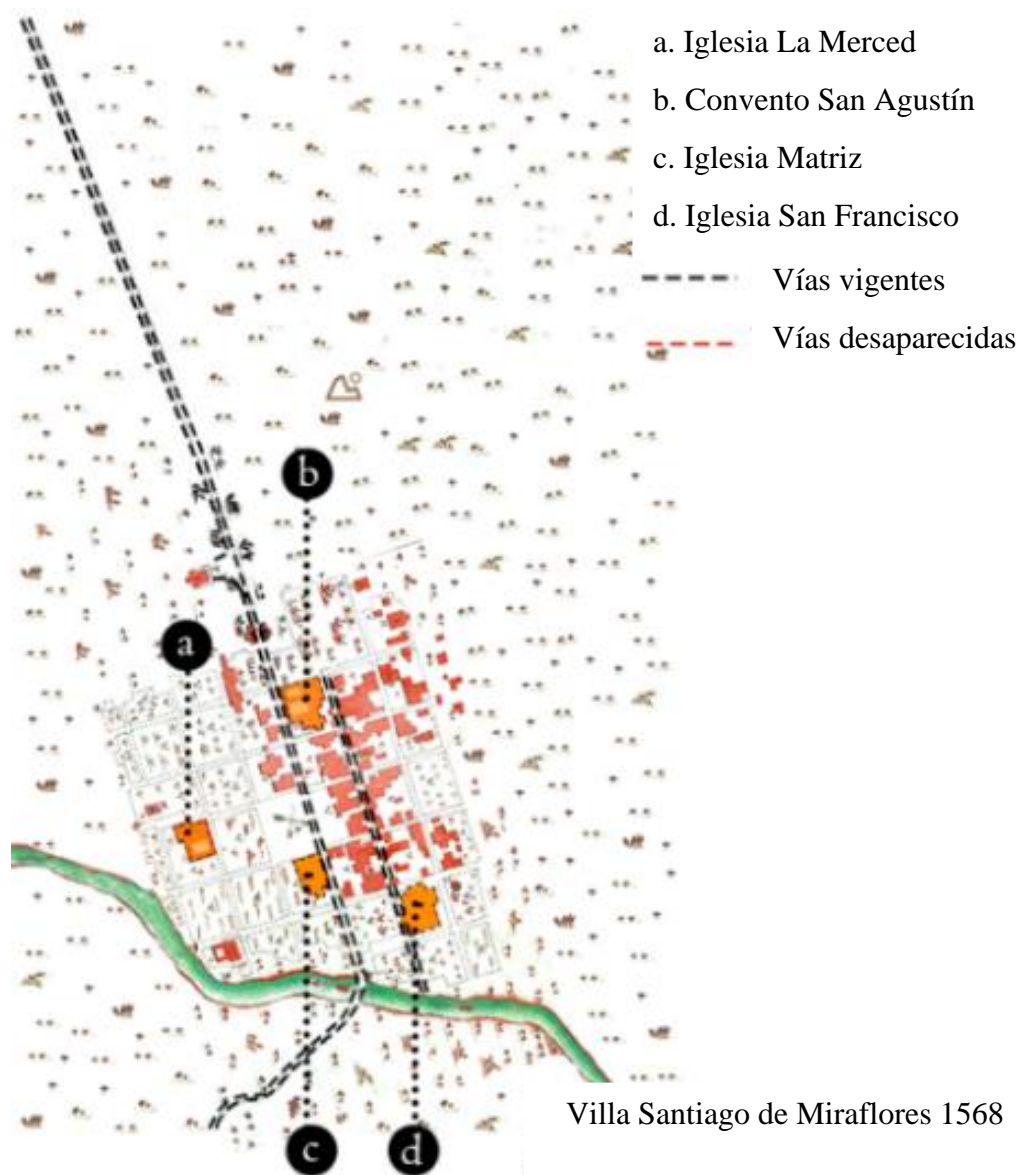 a. Iglesia La Merced
b. Convento San Agustín
c. Iglesia Matriz
d. Iglesia San Francisco
Vías vigentes
Vías desaparecidas
b
a
c
d
Villa Santiago de Miraflores 1568